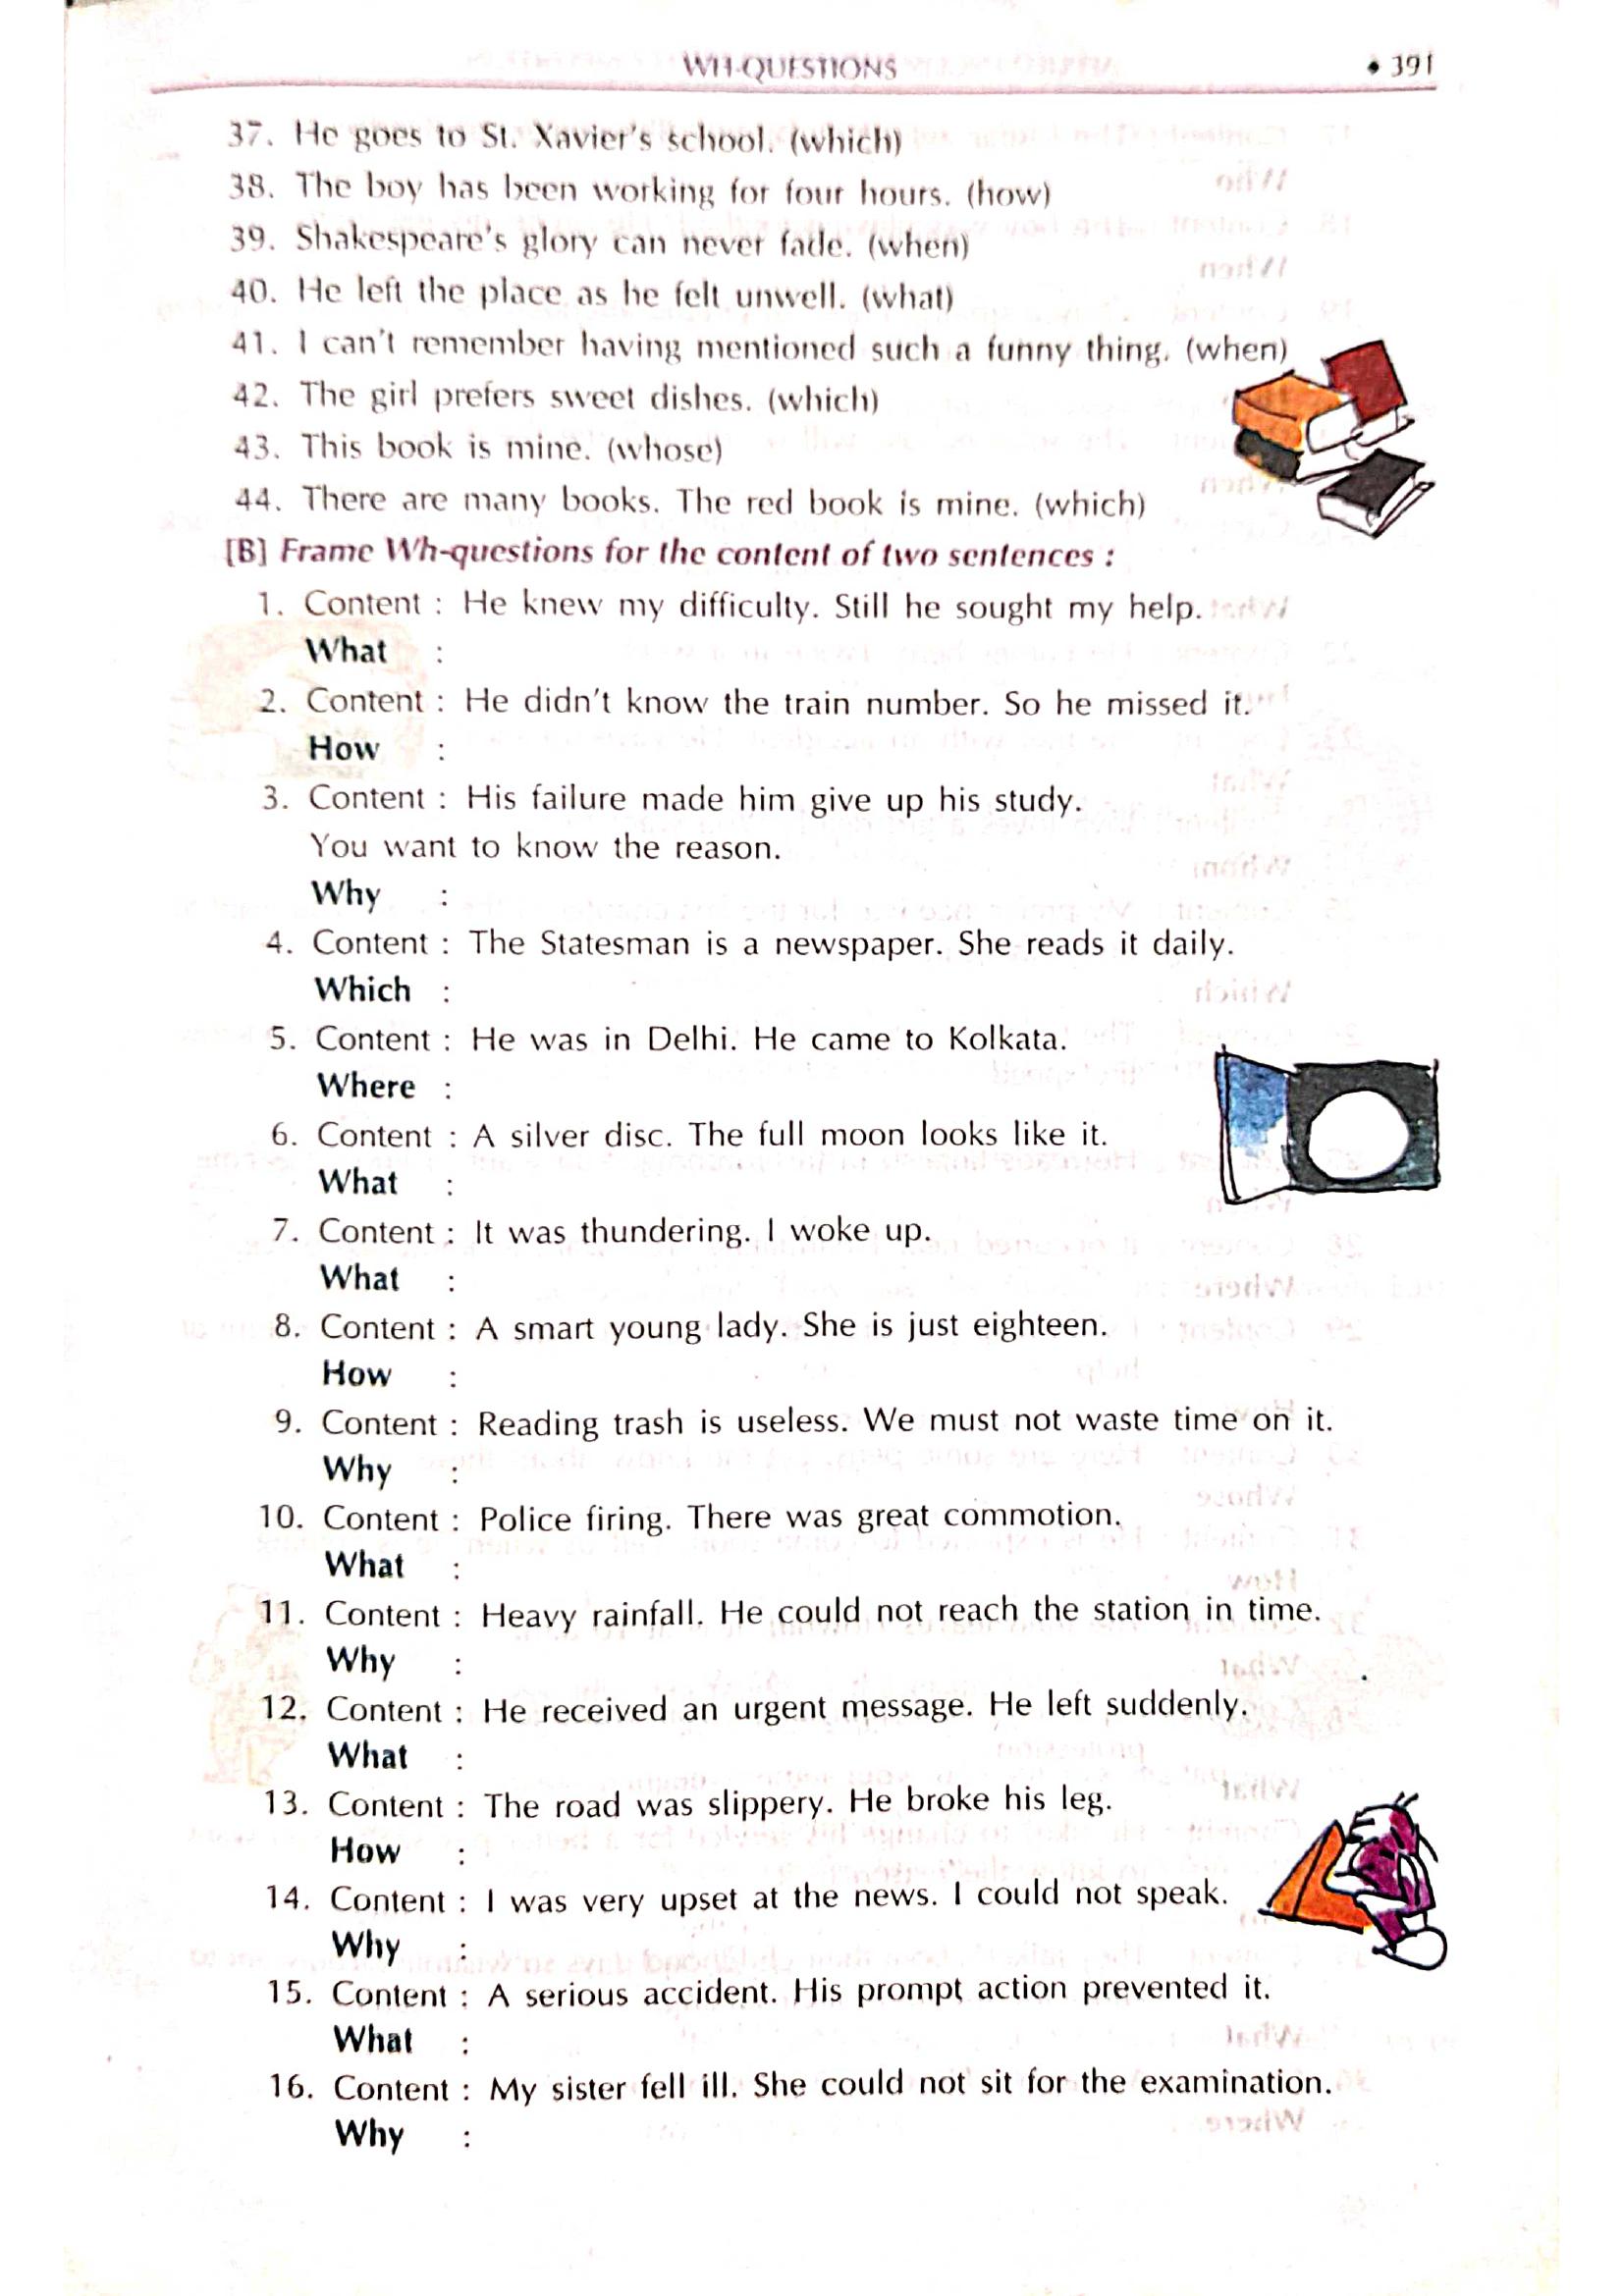 WH-QUESTIONS ♦ 391
37. He goes to St. Xavier's school. (which)
38. The boy has been working for four hours. (how)
39. Shakespeare's glory can never fade. (when)
40. He left the place as he felt unwell. (what)
41. I can't remember having mentioned such a funny thing. (when)
42. The girl prefers sweet dishes. (which)
43. This book is mine. (whose)
44. There are many books. The red book is mine. (which)
[B] Frame Wh-questions for the content of two sentences :
1. Content : He knew my difficulty. Still he sought my help.
What :
2. Content : He didn't know the train number. So he missed it.
How :
3. Content : His failure made him give up his study.
You want to know the reason.
Why :
4. Content : The Statesman is a newspaper. She reads it daily.
Which :
5. Content : He was in Delhi. He came to Kolkata.
Where :
6. Content : A silver disc. The full moon looks like it.
What :
7. Content : It was thundering. I woke up.
What :
8. Content : A smart young lady. She is just eighteen.
How :
9. Content : Reading trash is useless. We must not waste time on it.
Why :
10. Content : Police firing. There was great commotion.
What :
11. Content : Heavy rainfall. He could not reach the station in time.
Why :
12. Content : He received an urgent message. He left suddenly.
What :
13. Content : The road was slippery. He broke his leg.
How :
14. Content : I was very upset at the news. I could not speak.
Why :
15. Content : A serious accident. His prompt action prevented it.
What :
16. Content : My sister fell ill. She could not sit for the examination.
Why :